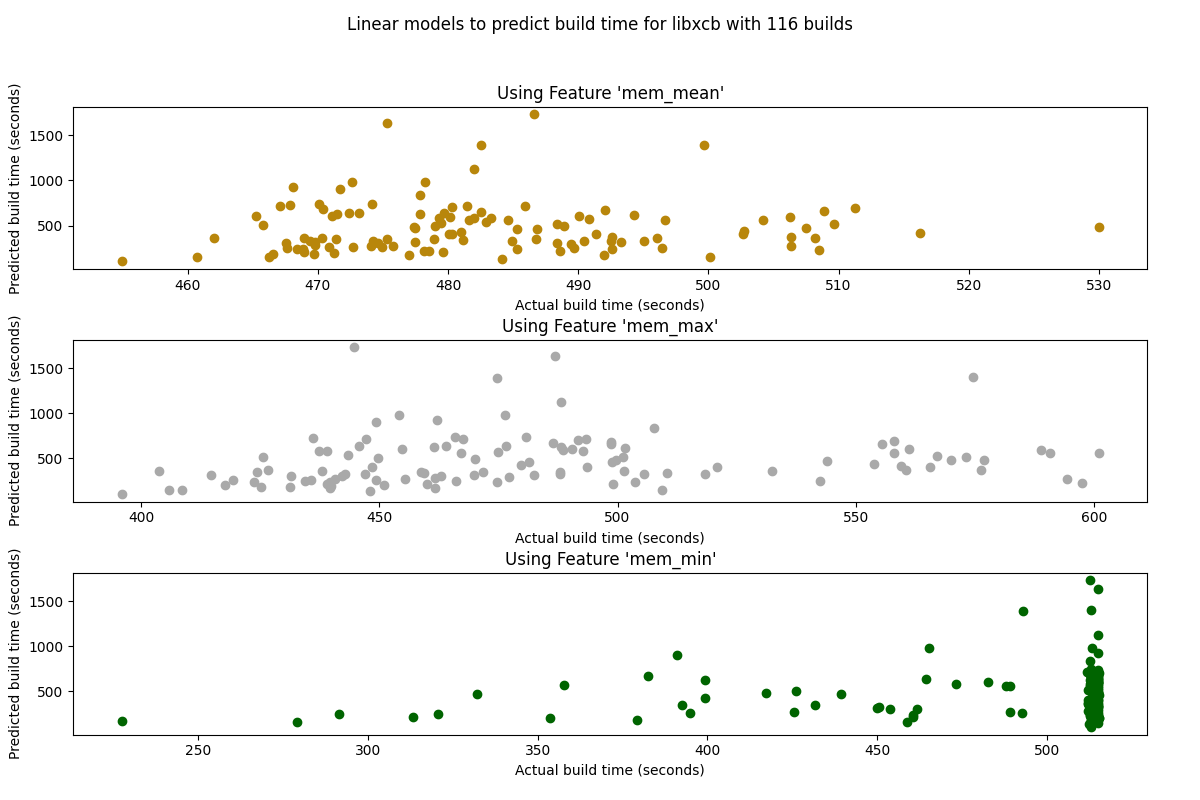 Linear models to predict build time for libxcb with 116 builds
Using Feature 'mem_mean'
Predicted build time (seconds)
1500
1000
500
460 470 480 490 500 510 520 530
Actual build time (seconds)
Using Feature 'mem_max'
Predicted build time (seconds)
1500
1000
500
400 450 500 550 600
Actual build time (seconds)
Using Feature 'mem_min'
Predicted build time (seconds)
1500
1000
500
250 300 350 400 450 500
Actual build time (seconds)